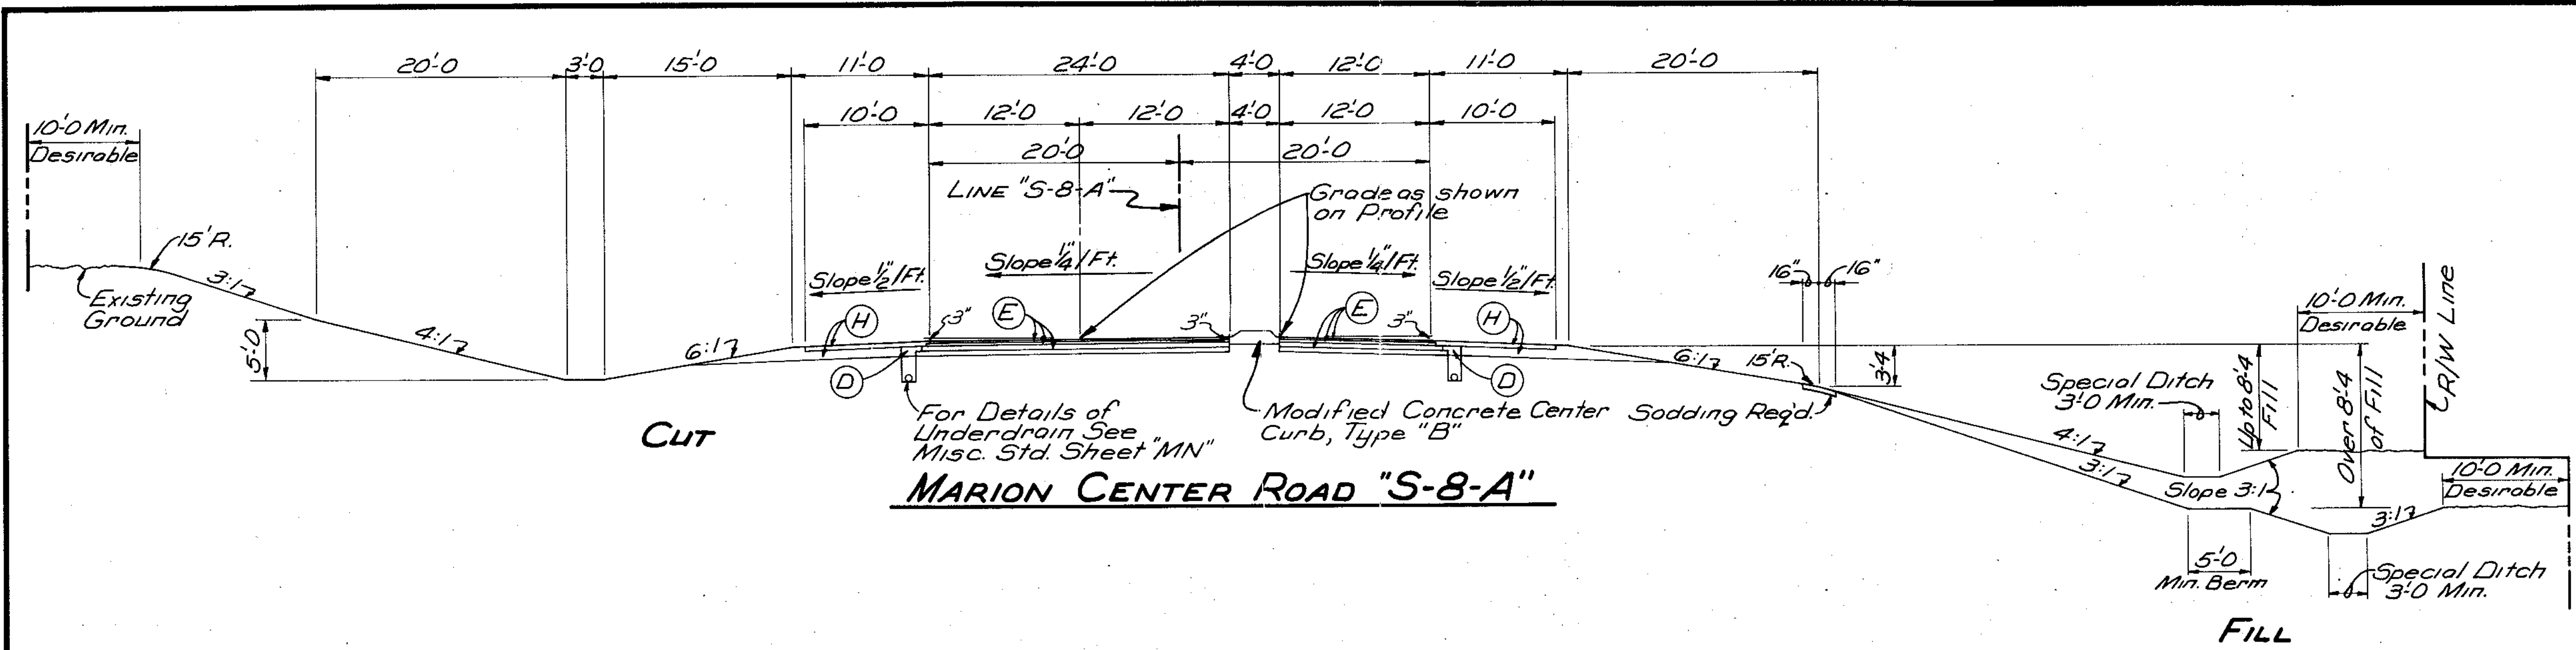 20'-0 3'-0 15'-0 11'-0 24'-0 4'-0 12'-0 11'-0 20'-0
10'-0 12'-0 12'-0 4'-0 12'-0 10'-0
10'-0 Min.
Desirable
20'-0 20'-0
LINE "S-8-A"
Grade as shown
on Profile
15' R.
3:1
Existing
Ground
Slope 1/2"/Ft.
Slope 1/4"/Ft.
Slope 1/4"/Ft.
Slope 1/2"/Ft.
16" 16"
10'-0 Min.
Desirable
R/W Line
5'-0
4:1
6:1
H
3"
E
3"
E
3"
H
D
D
6:1
15' R.
3'-4
Special Ditch
3'-0 Min.
Up to 8'-4
Fill
Over 8'-4
of Fill
CUT
For Details of
Underdrain See
Misc. Std. Sheet "MN"
Modified Concrete Center
Curb, Type "B"
Sodding Req'd.
4:1
3:1
Slope 3:1
10'-0 Min.
Desirable
3:1
MARION CENTER ROAD "S-8-A"
5'-0
Min. Berm
Special Ditch
3'-0 Min.
FILL